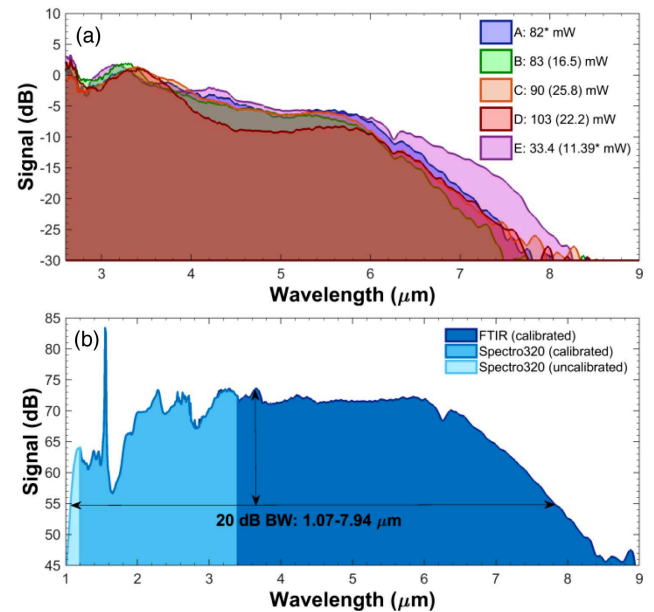 (a)
A: 82* mW
B: 83 (16.5) mW
C: 90 (25.8) mW
D: 103 (22.2) mW
E: 33.4 (11.39* mW)
Signal (dB)
10
5
0
-5
-10
-15
-20
-25
-30
3 4 5 6 7 8 9
Wavelength (μm)
(b)
FTIR (calibrated)
Spectro320 (calibrated)
Spectro320 (uncalibrated)
Signal (dB)
85
80
75
70
65
60
55
50
45
20 dB BW: 1.07-7.94 μm
1 2 3 4 5 6 7 8 9
Wavelength (μm)